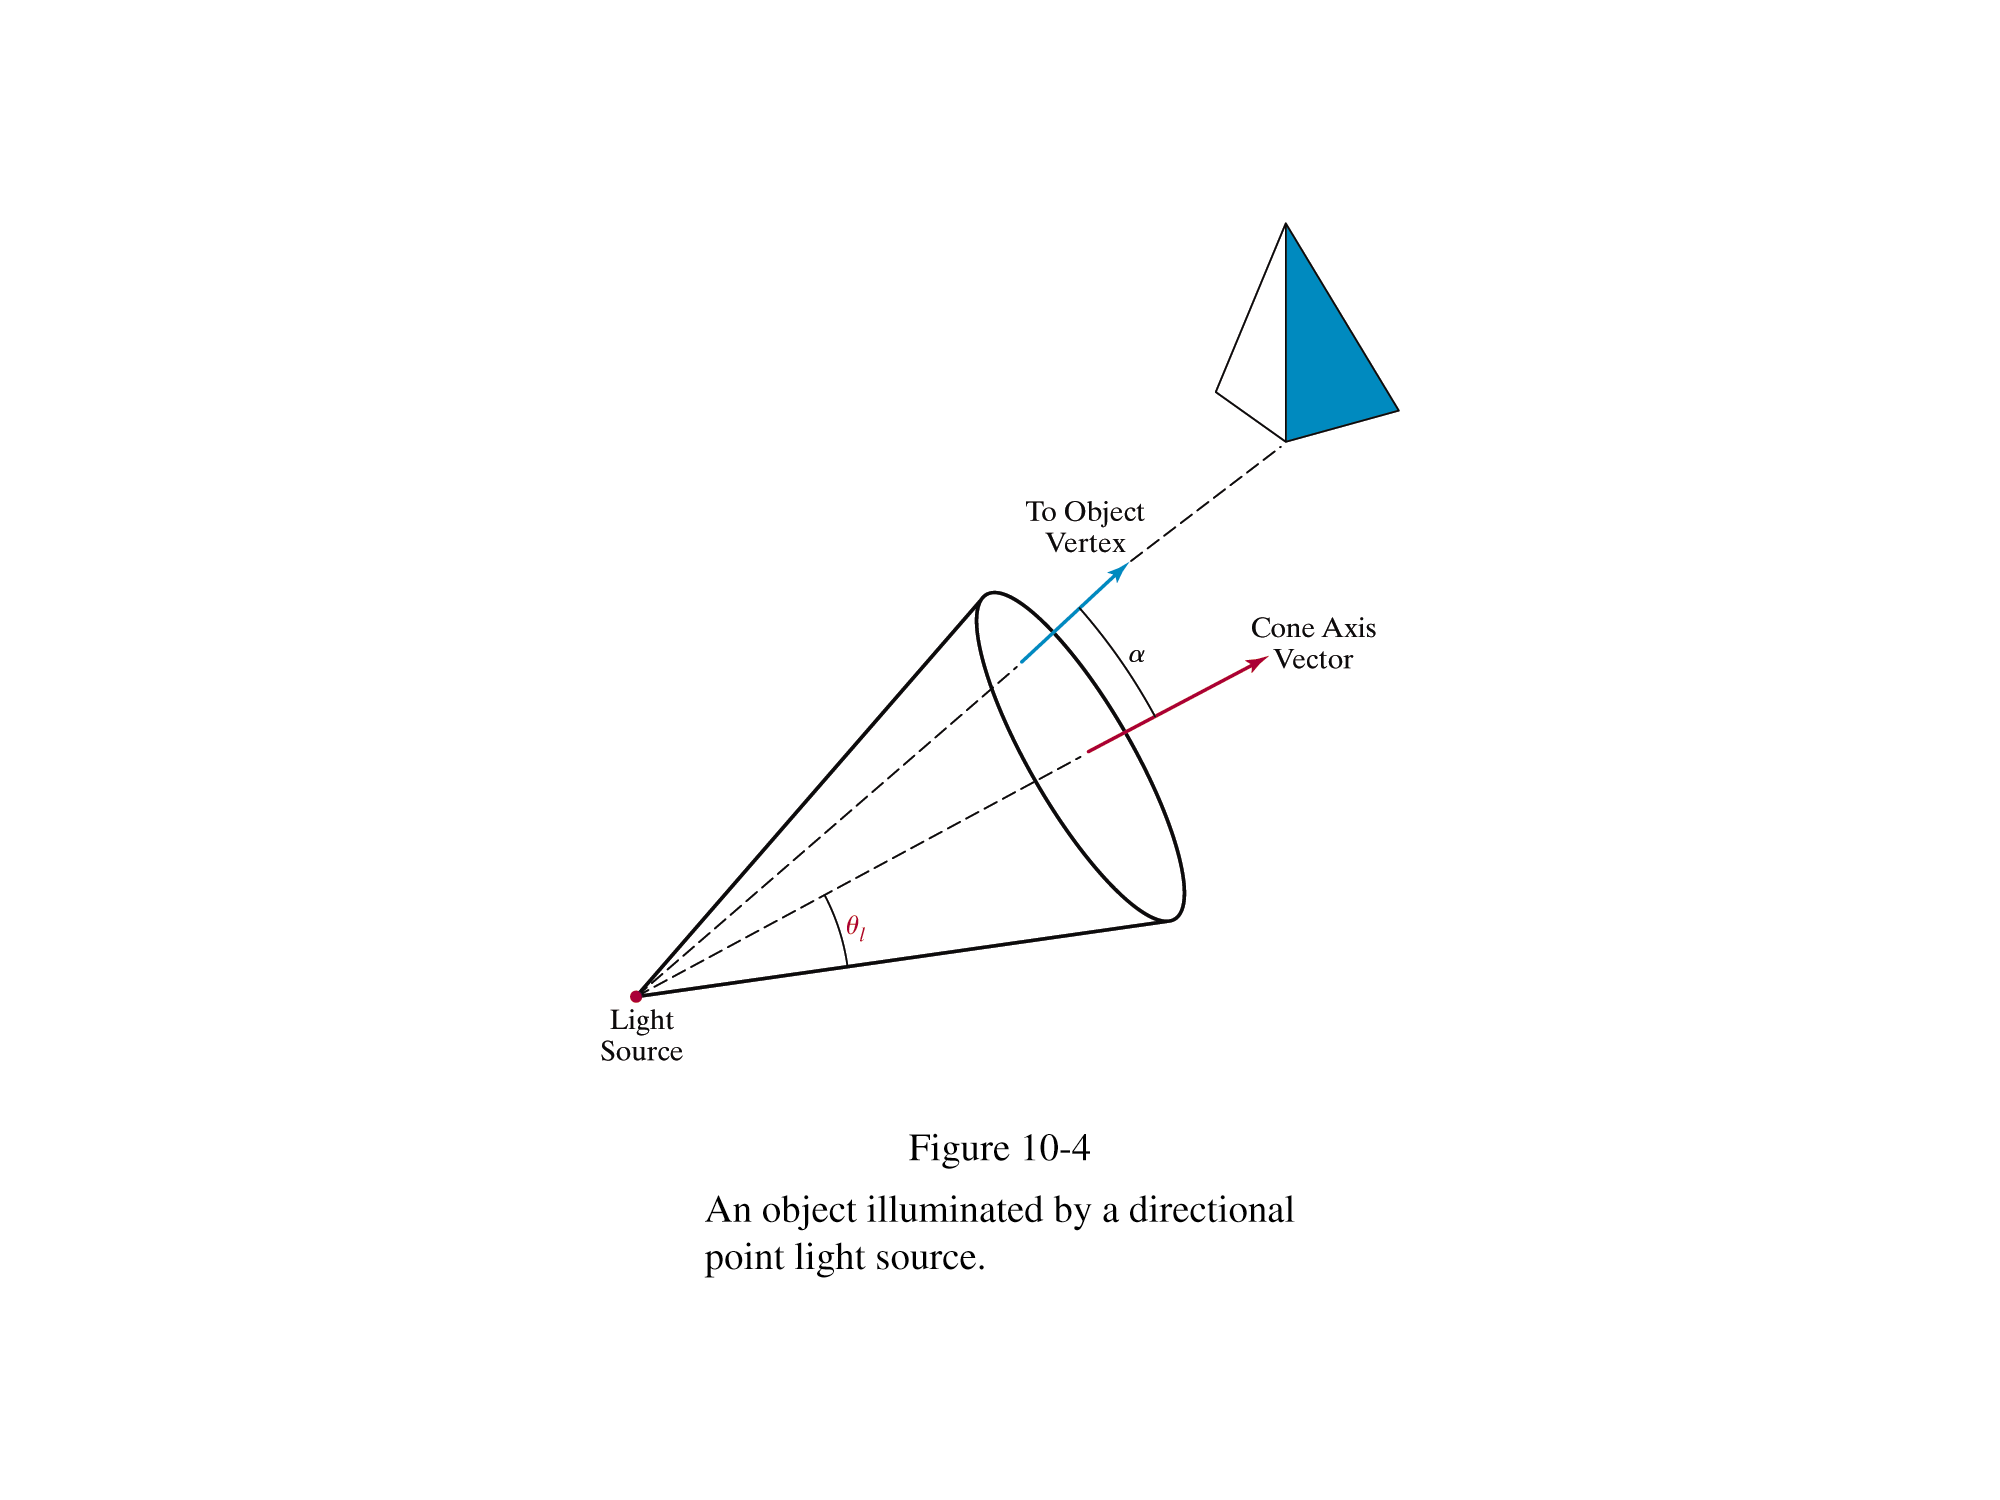 To Object
Vertex
Cone Axis
Vector
α
θl
Light
Source
Figure 10-4
An object illuminated by a directional
point light source.